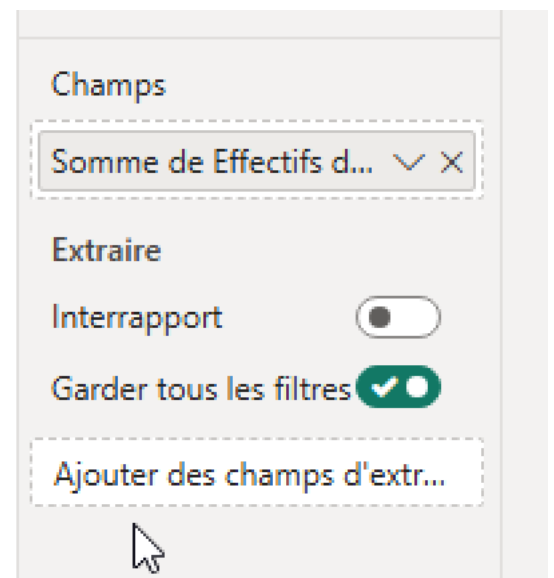 Champs
Somme de Effectifs d...
Extraire
Interrapport
Garder tous les filtres
Ajouter des champs d'extr...